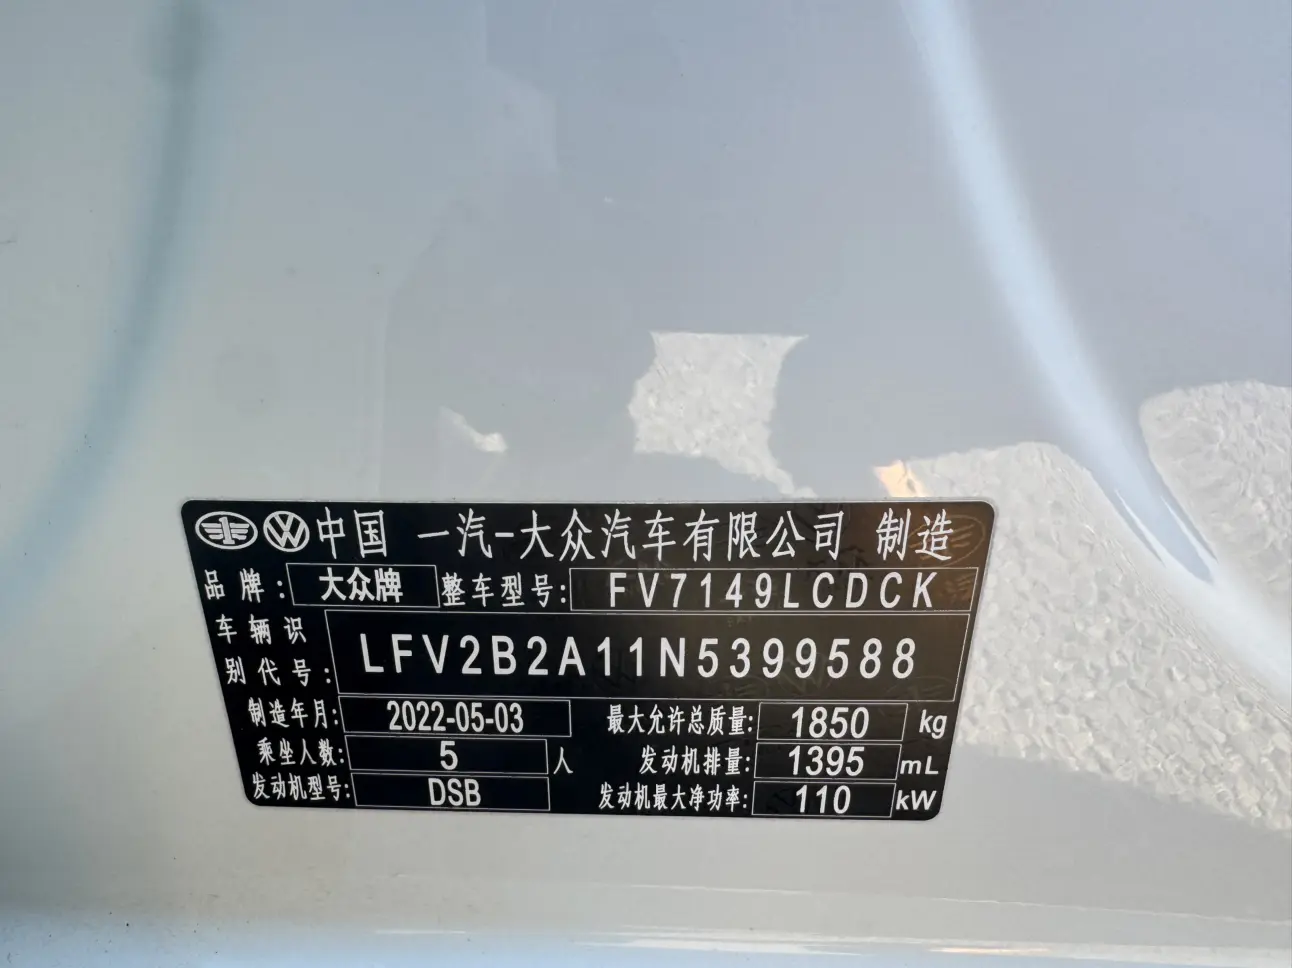 中国 一汽-大众汽车有限公司 制造
品牌: 大众牌 整车型号: FV7149LCDCK
车辆识别代号: LFV2B2A11N5399588
制造年月: 2022-05-03 最大允许总质量: 1850 kg
乘坐人数: 5 人 发动机排量: 1395 mL
发动机型号: DSB 发动机最大净功率: 110 kW